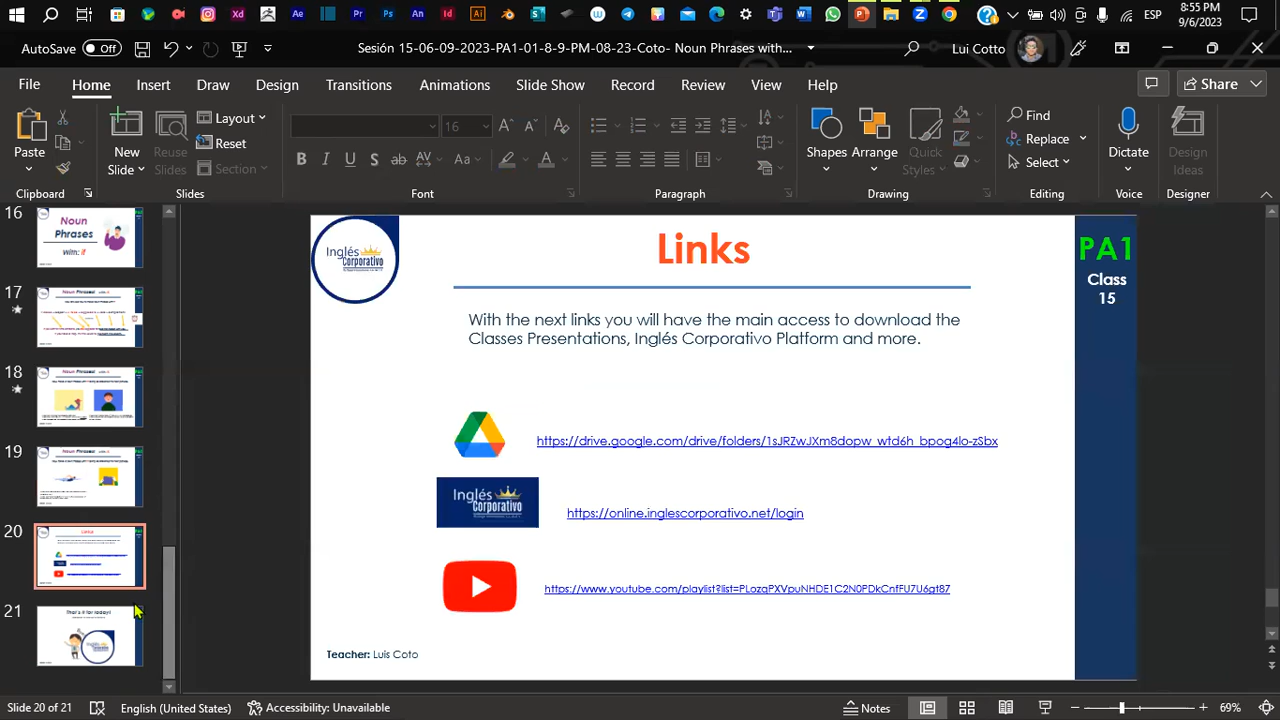 ESP
8:55 PM
9/6/2023
AutoSave
Off
Sesión 15-06-09-2023-PA1-01-8-9-PM-08-23-Coto- Noun Phrases with...
Lui Cotto
File
Home
Insert
Draw
Design
Transitions
Animations
Slide Show
Record
Review
View
Help
Share
Paste
New
Slide
Reuse
Slides
Layout
Reset
Section
16
Shapes
Arrange
Quick
Styles
Find
Replace
Select
Dictate
Design
Ideas
Clipboard
Slides
Font
Paragraph
Drawing
Editing
Voice
Designer
16
Noun
Phrases
with: if
17
18
19
20
Links
21
That's it for today!
Inglés
Corporativo
Links
PA1
Class
15
With the next links you will have the main access to download the
Classes Presentations, Inglés Corporativo Platform and more.
https://drive.google.com/drive/folders/1sJRZwJXm8dopw_wfd6h_bpog4lo-zSbx
Inglés
Corporativo
https://online.inglescorporativo.net/login
https://www.youtube.com/playlist?list=PLozqPXVpuNHDE1C2N0PDkCnfFU7U6gt87
Teacher: Luis Coto
Slide 20 of 21
English (United States)
Accessibility: Unavailable
Notes
69%